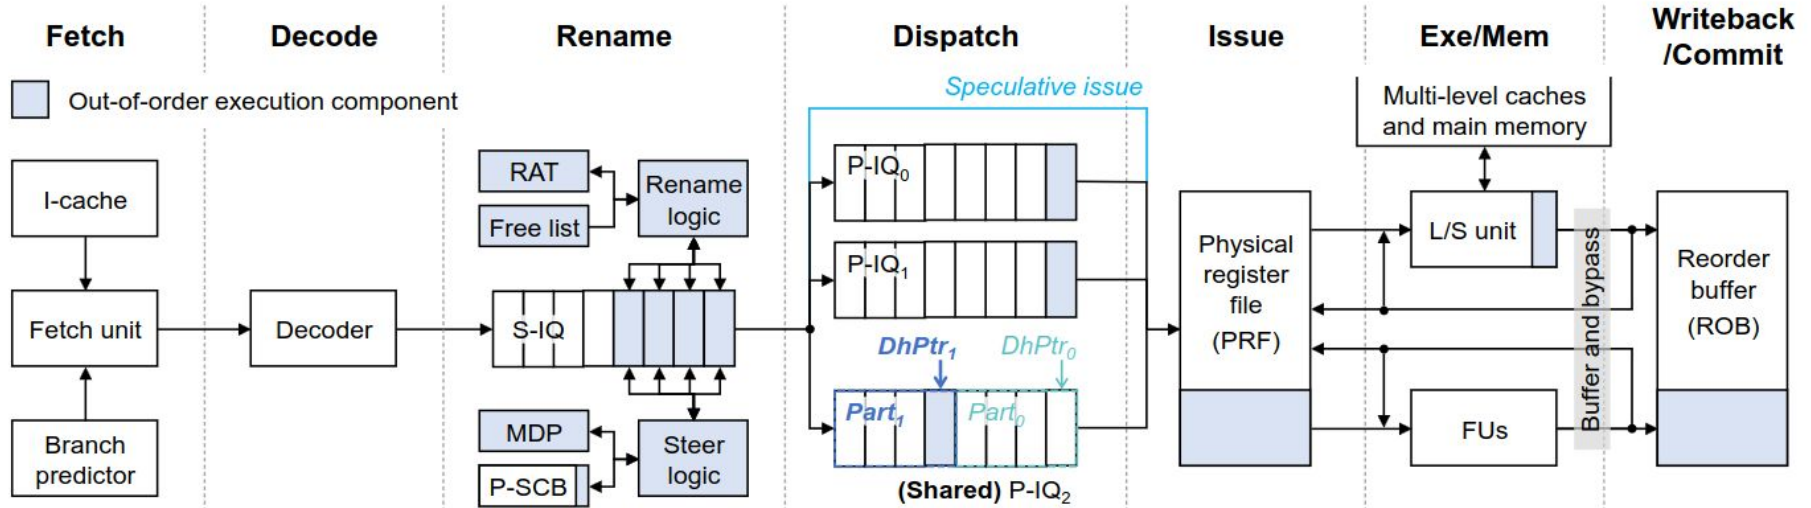 Fetch
Decode
Rename
Dispatch
Issue
Exe/Mem
Writeback
/Commit
Out-of-order execution component
Speculative issue
Multi-level caches
and main memory
I-cache
RAT
Free list
Rename
logic
P-IQ0
P-IQ1
Physical
register
file
(PRF)
L/S unit
Reorder
buffer
(ROB)
Fetch unit
Decoder
S-IQ
DhPtr1
DhPtr0
Part1
Part0
Buffer and bypass
Branch
predictor
MDP
P-SCB
Steer
logic
FUs
(Shared) P-IQ2